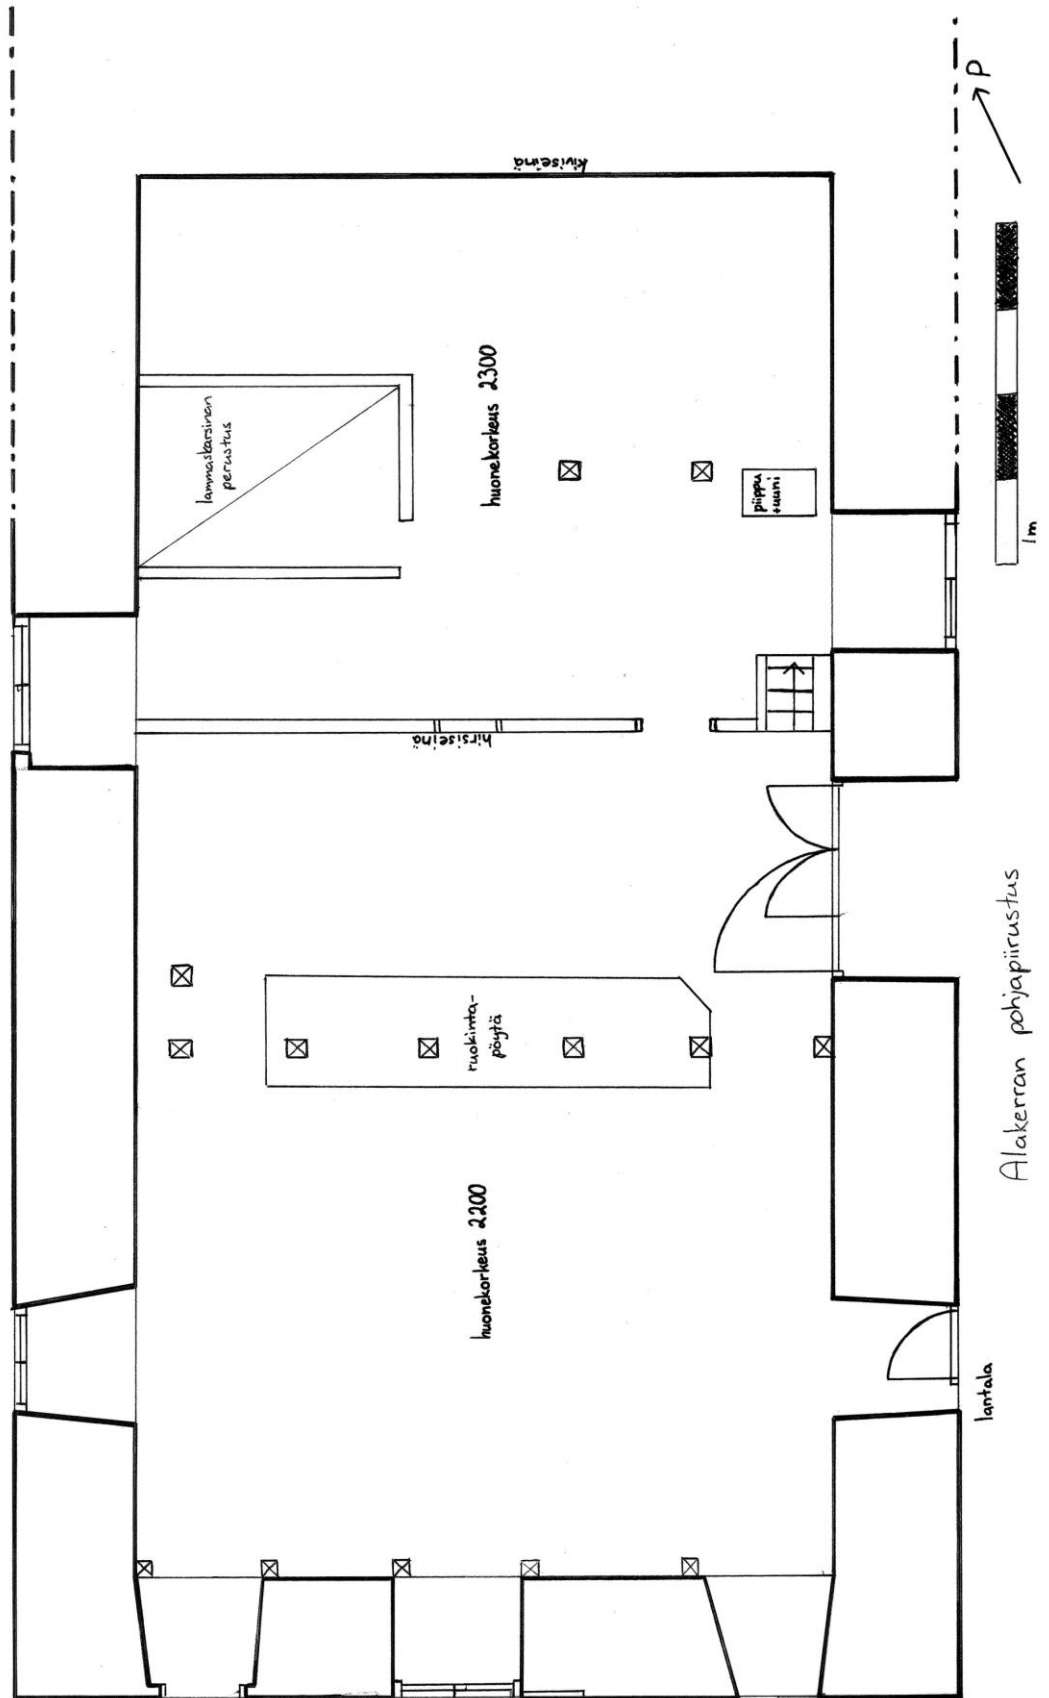 kiviseinä
P
lammaskarsinan
perustus
huonekorkeus 2300
piippu
+uuni
1m
hirsiseinä
ruokinta-
pöytä
huonekorkeus 2200
lantala
Alakerran pohjapiirustus